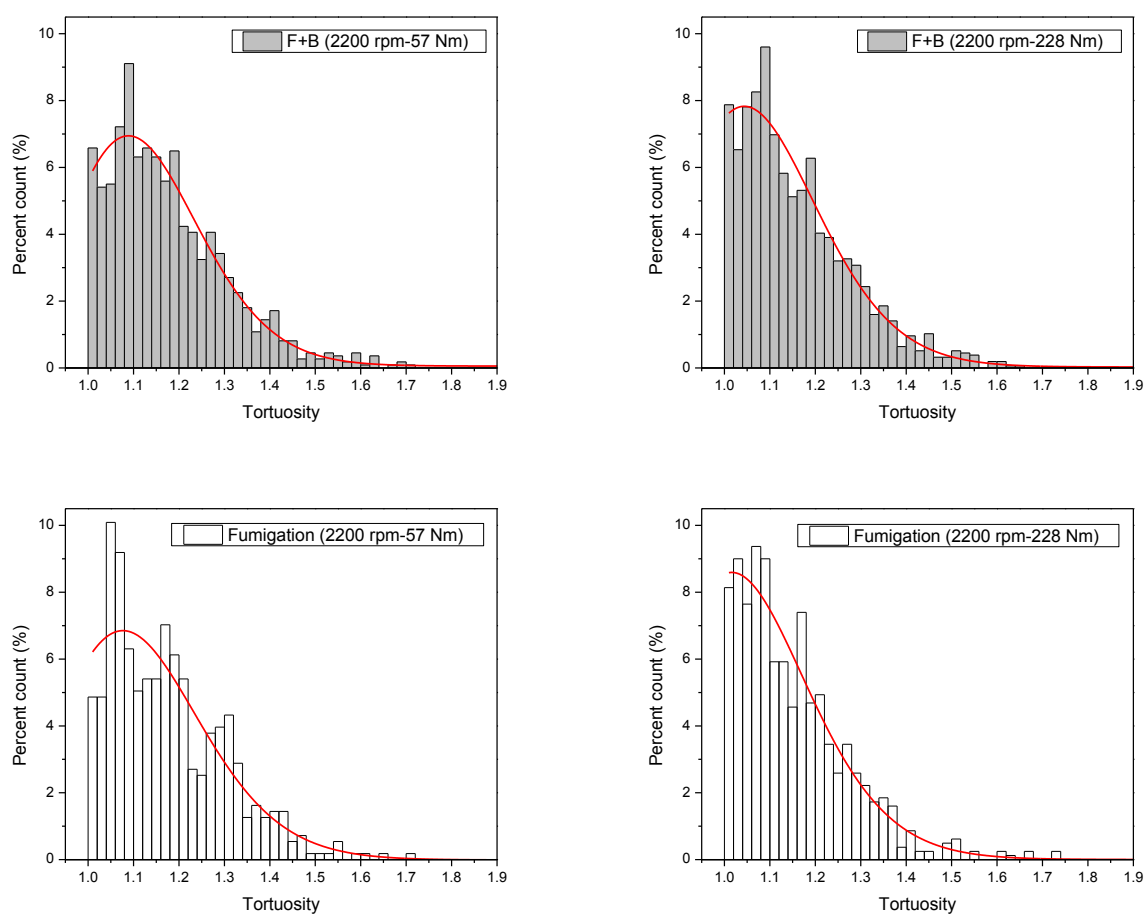 F+B (2200 rpm-57 Nm)
Percent count (%)
10
8
6
4
2
0
1.0 1.1 1.2 1.3 1.4 1.5 1.6 1.7 1.8 1.9
Tortuosity
F+B (2200 rpm-228 Nm)
Percent count (%)
10
8
6
4
2
0
1.0 1.1 1.2 1.3 1.4 1.5 1.6 1.7 1.8 1.9
Tortuosity
Fumigation (2200 rpm-57 Nm)
Percent count (%)
10
8
6
4
2
0
1.0 1.1 1.2 1.3 1.4 1.5 1.6 1.7 1.8 1.9
Tortuosity
Fumigation (2200 rpm-228 Nm)
Percent count (%)
10
8
6
4
2
0
1.0 1.1 1.2 1.3 1.4 1.5 1.6 1.7 1.8 1.9
Tortuosity